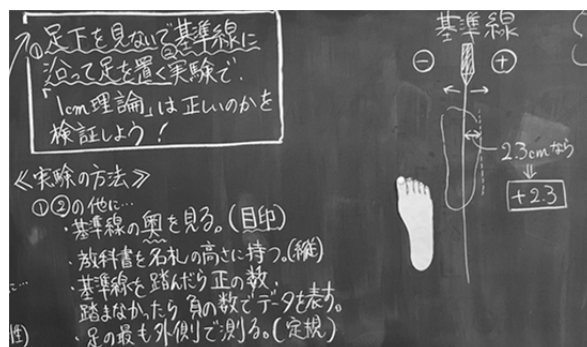 ①足下を見ないで②基準線に
沿って足を置く実験で、
「1cm理論」は正しいのかを
検証しよう！
≪実験の方法≫
①②の他に…
・基準線の奥を見る。(目印)
・教科書を名札の高さに持つ。(縦)
・基準線を踏んだら正の数、
踏まなかったら負の数でデータを表す。
・足の最も外側で測る。(定規)
に…
性)
基準線
－ ＋
2.3cmなら
+2.3